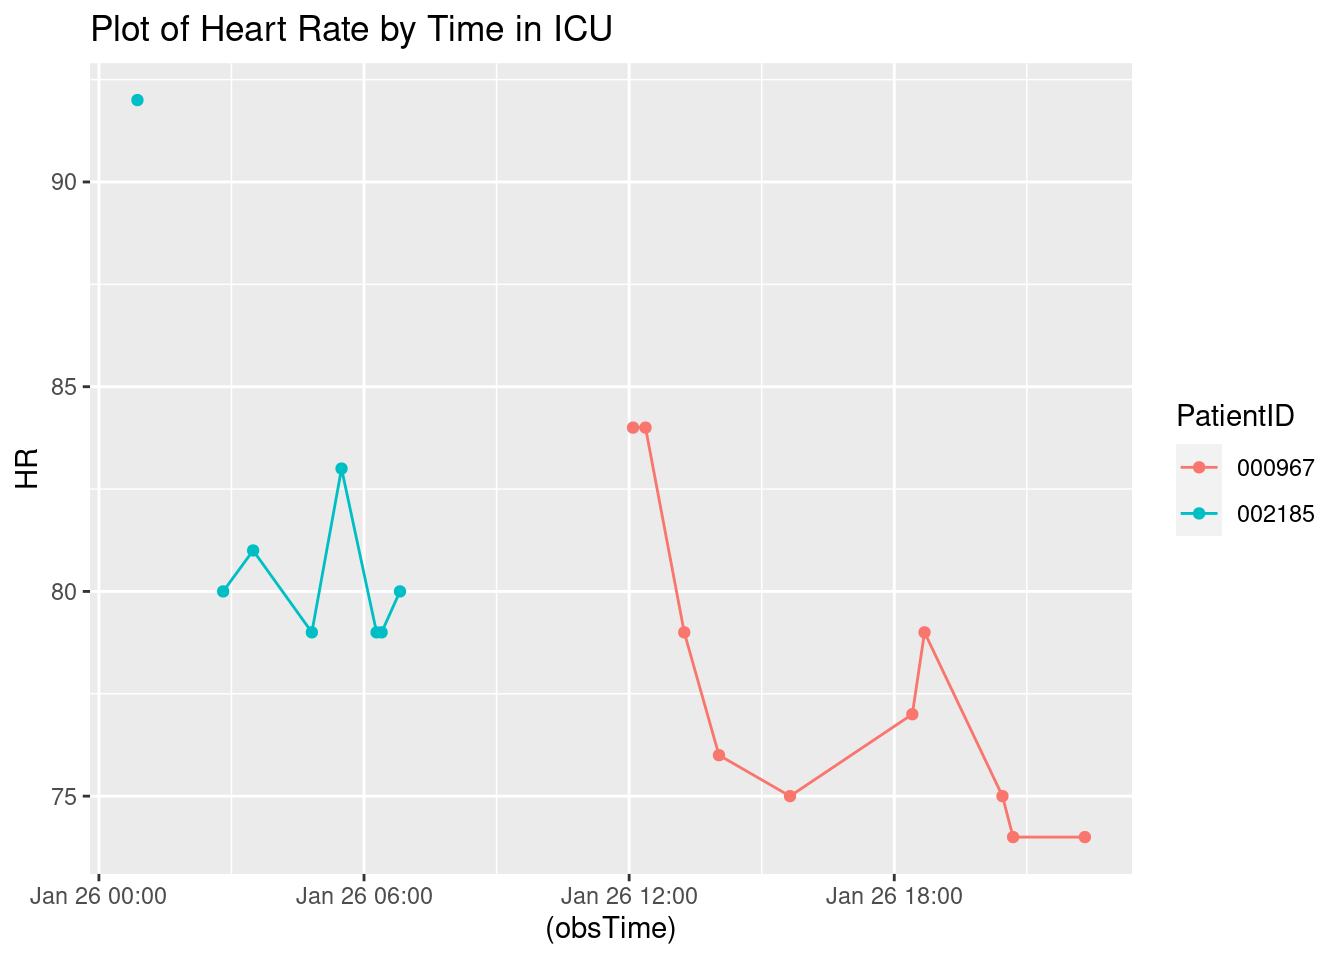 Plot of Heart Rate by Time in ICU
90
85
80
75
HR
Jan 26 00:00
Jan 26 06:00
Jan 26 12:00
Jan 26 18:00
(obsTime)
PatientID
000967
002185